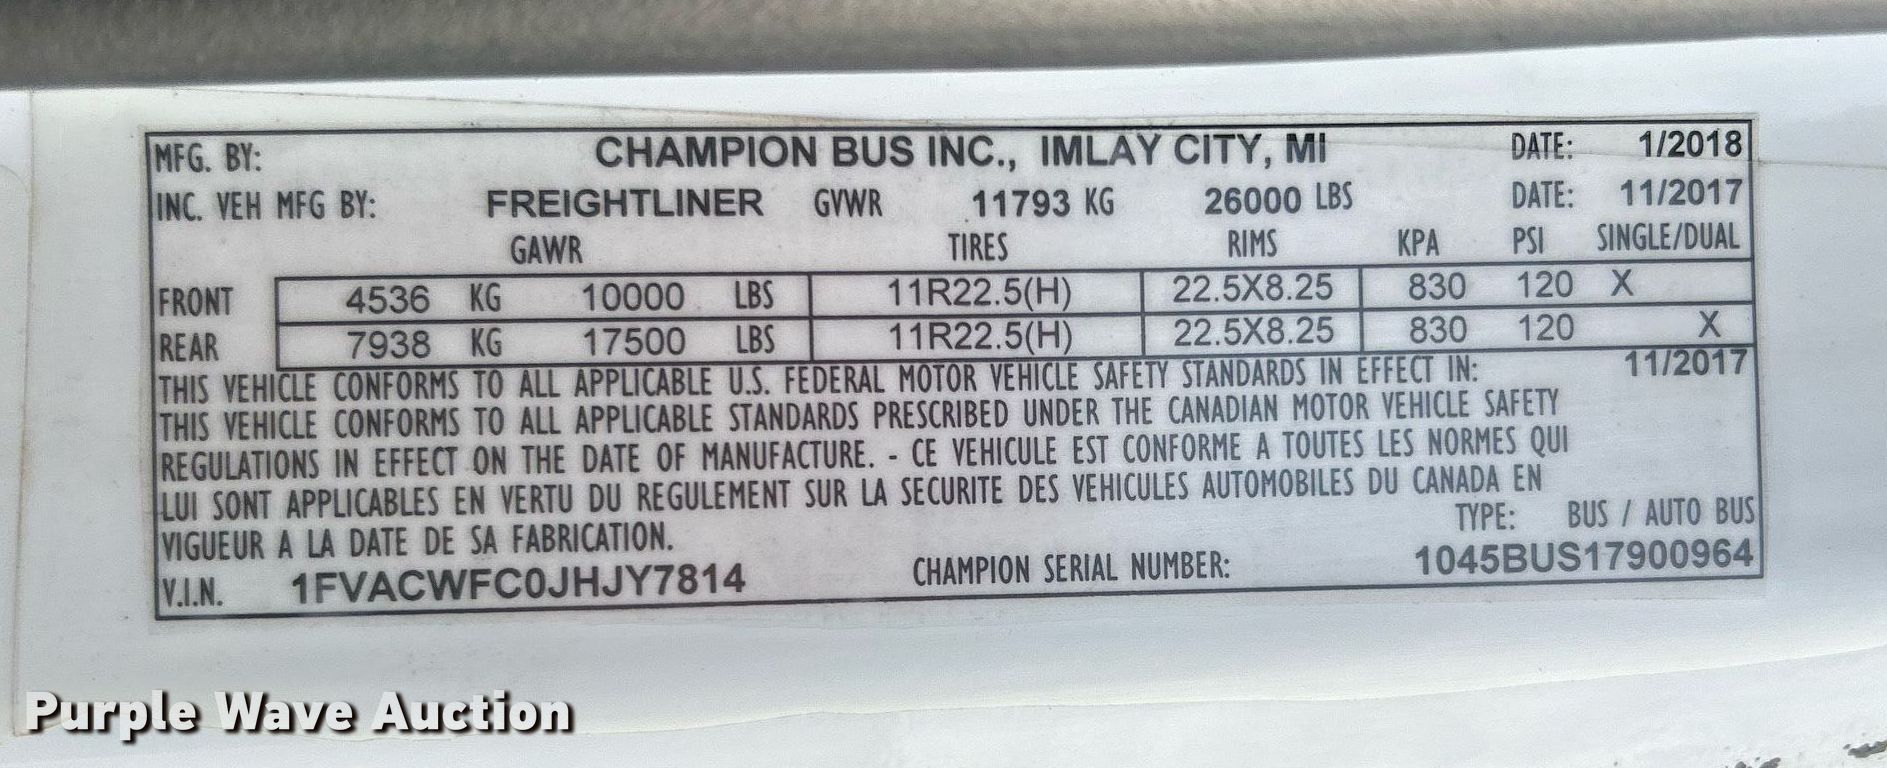 MFG. BY: CHAMPION BUS INC., IMLAY CITY, MI DATE: 1/2018
INC. VEH MFG BY: FREIGHTLINER GVWR 11793 KG 26000 LBS DATE: 11/2017
GAWR TIRES RIMS KPA PSI SINGLE/DUAL
FRONT 4536 KG 10000 LBS 11R22.5(H) 22.5X8.25 830 120 X
REAR 7938 KG 17500 LBS 11R22.5(H) 22.5X8.25 830 120 X
THIS VEHICLE CONFORMS TO ALL APPLICABLE U.S. FEDERAL MOTOR VEHICLE SAFETY STANDARDS IN EFFECT IN: 11/2017
THIS VEHICLE CONFORMS TO ALL APPLICABLE STANDARDS PRESCRIBED UNDER THE CANADIAN MOTOR VEHICLE SAFETY
REGULATIONS IN EFFECT ON THE DATE OF MANUFACTURE. - CE VEHICULE EST CONFORME A TOUTES LES NORMES QUI
LUI SONT APPLICABLES EN VERTU DU REGULEMENT SUR LA SECURITE DES VEHICULES AUTOMOBILES DU CANADA EN
VIGUEUR A LA DATE DE SA FABRICATION. TYPE: BUS / AUTO BUS
V.I.N. 1FVACWFC0JHJY7814 CHAMPION SERIAL NUMBER: 1045BUS17900964
Purple Wave Auction